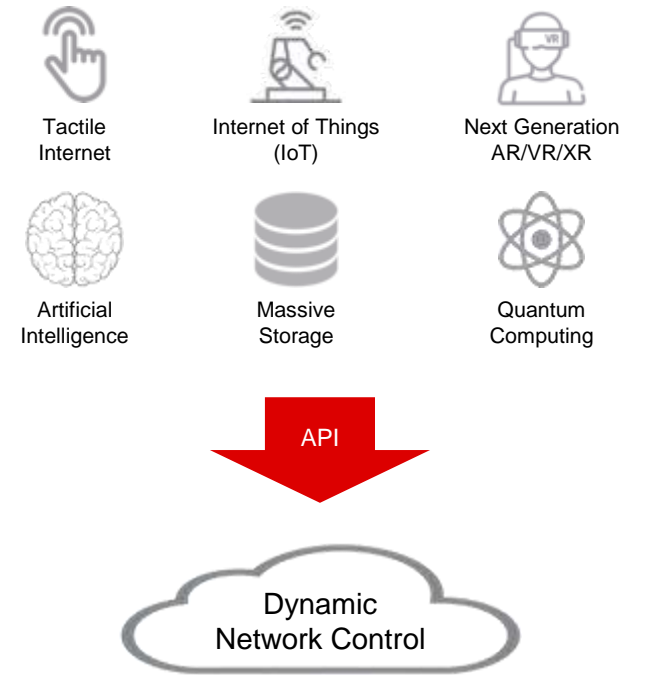 VR
Tactile
Internet
Internet of Things
(IoT)
Next Generation
AR/VR/XR
Artificial
Intelligence
Massive
Storage
Quantum
Computing
API
Dynamic
Network Control